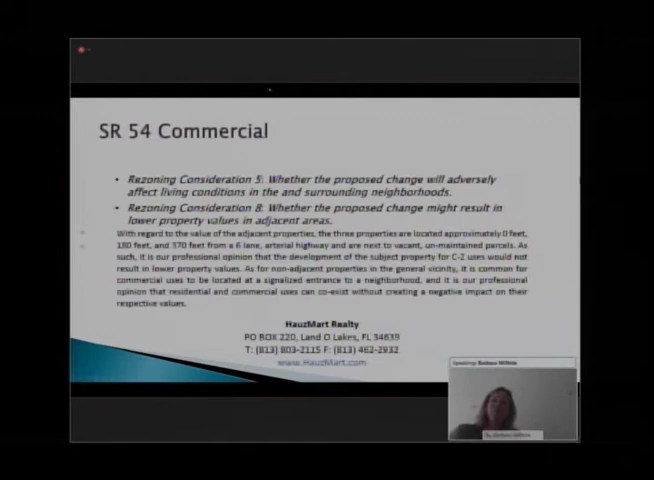 SR 54 Commercial
• Rezoning Consideration 5: Whether the proposed change will adversely
affect living conditions in the and surrounding neighborhoods.
• Rezoning Consideration 8: Whether the proposed change might result in
lower property values in adjacent areas.
With regard to the value of the adjacent properties, the three properties are located approximately 0 feet,
180 feet, and 370 feet from a 6 lane, arterial highway and are next to vacant, un-maintained parcels. As
such, it is our professional opinion that the development of the subject property for C-2 uses would not
result in lower property values. As for non-adjacent properties in the general vicinity, it is common for
commercial uses to be located at a signalized entrance to a neighborhood, and it is our professional
opinion that residential and commercial uses can co-exist without creating a negative impact on their
respective values.
HauzMart Realty
PO BOX 220, Land O Lakes, FL 34639
T: (813) 803-2115 F: (813) 462-2932
www.HauzMart.com
Speaking: